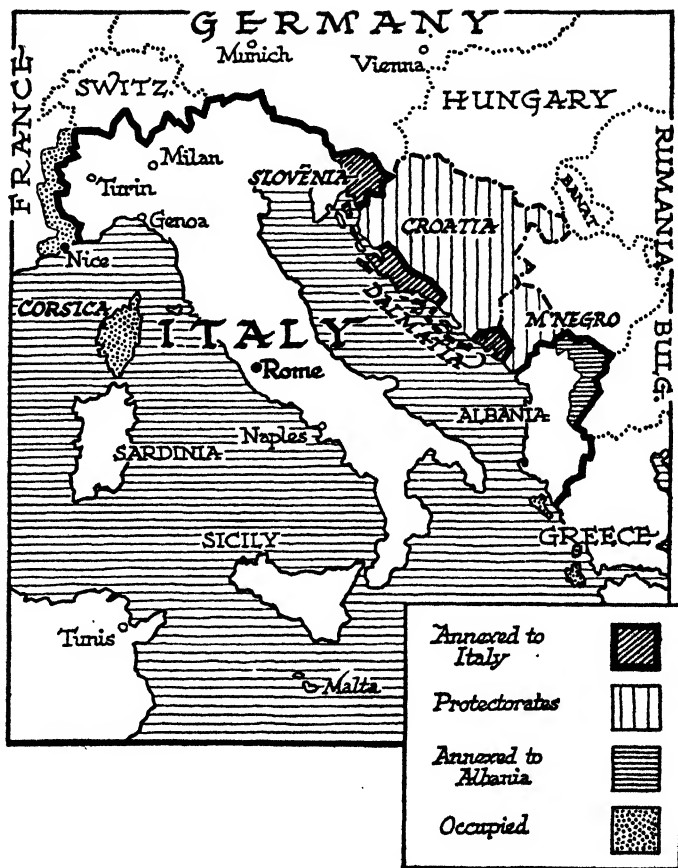 GERMANY
Munich
Vienna
SWITZ.
HUNGARY
FRANCE
RUMANIA
Milan
SLOVENIA
Turin
BANAT
CROATIA
Genoa
Nice
CORSICA
DALMATIA
M'NEGRO
ITALY
BULG.
Rome
ALBANIA
Naples
SARDINIA
SICILY
GREECE
Tunis
Malta
Annexed to
Italy
Protectorates
Annexed to
Albania
Occupied